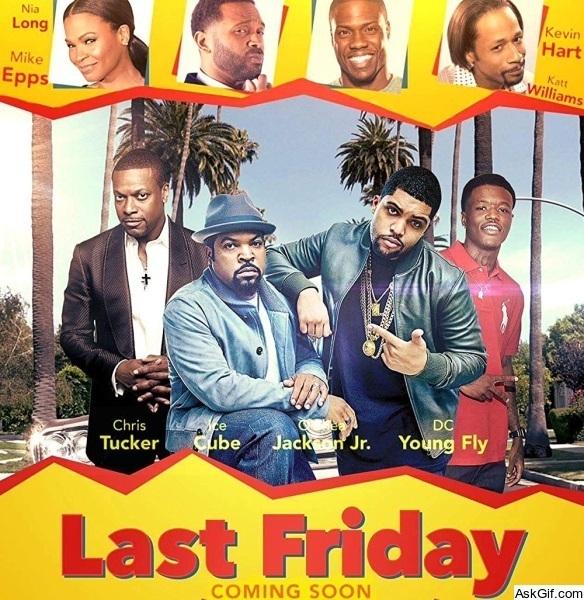 Nia
Long
Mike
Epps
Kevin
Hart
Katt
Williams
Chris
Tucker
Ice
Cube
O'Shea
Jackson Jr.
DC
Young Fly
Last Friday
COMING SOON
AskGif.com